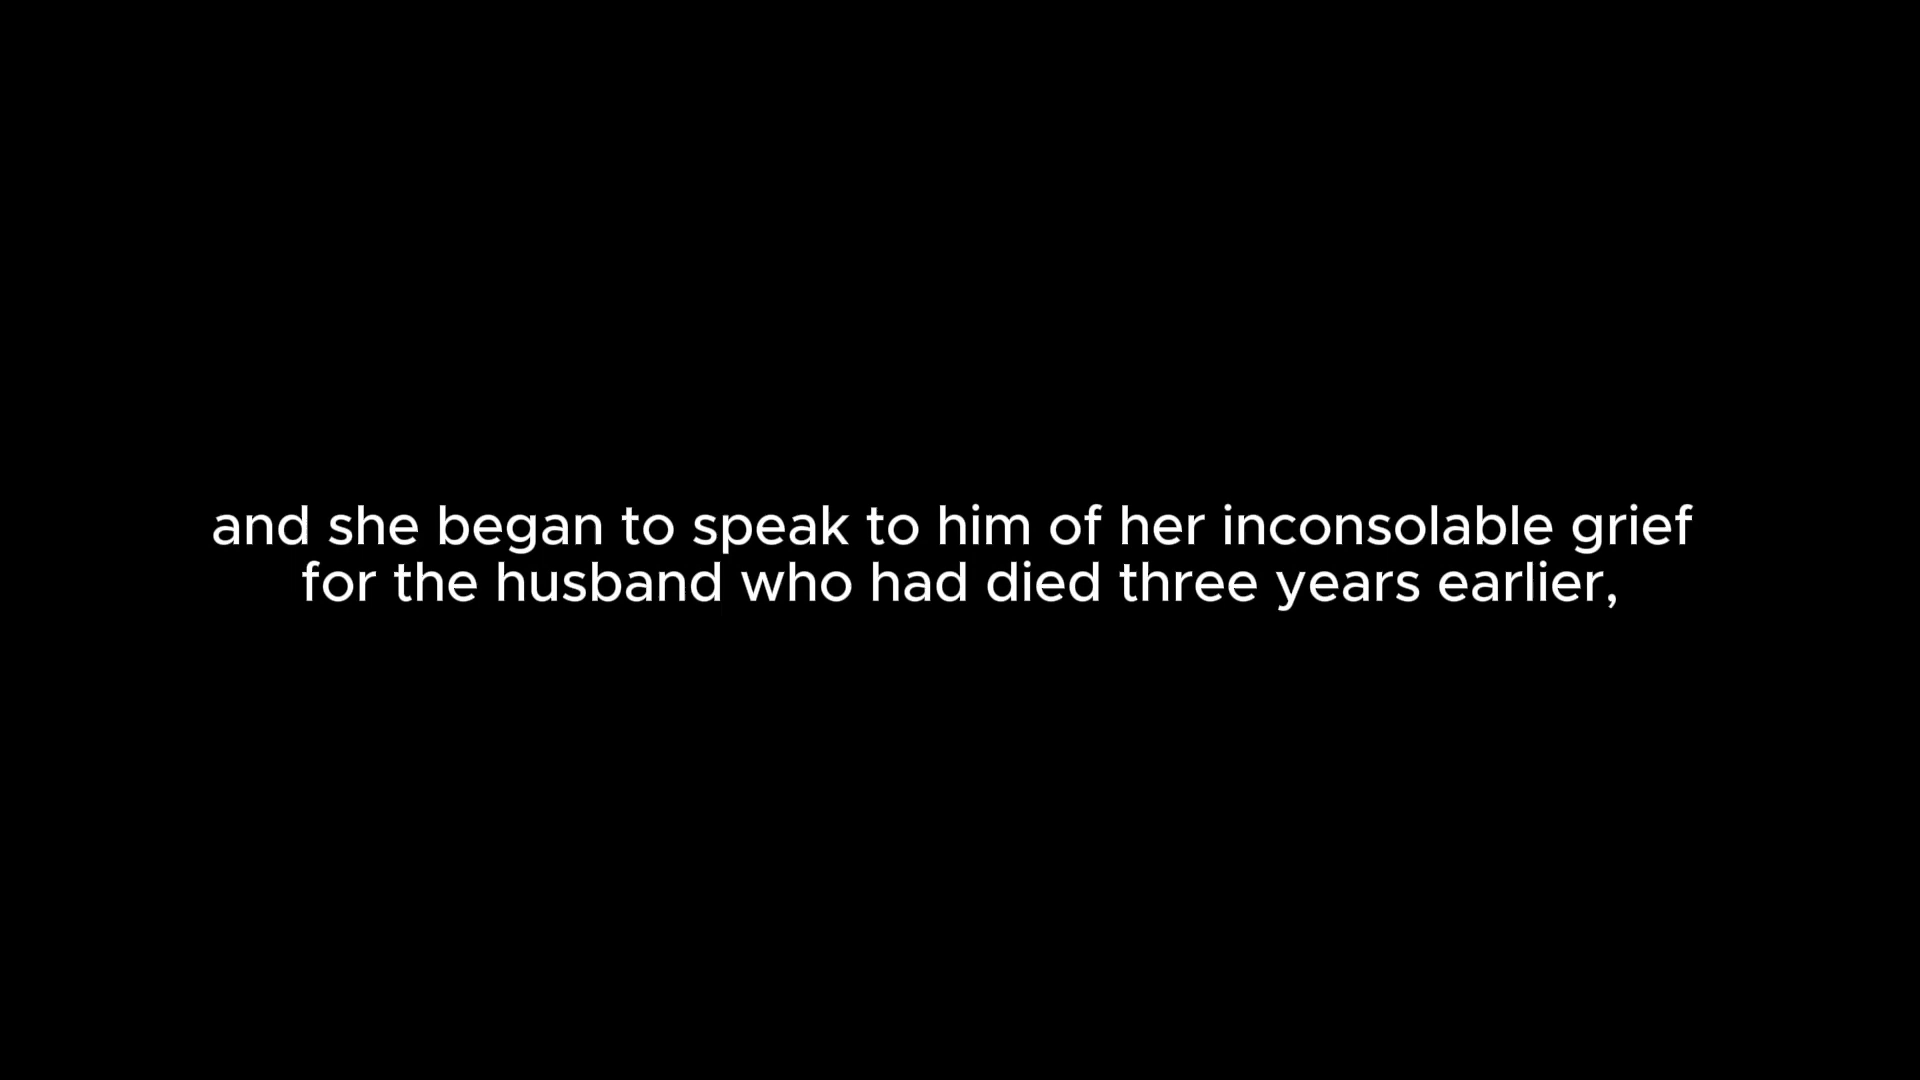 and she began to speak to him of her inconsolable grief
for the husband who had died three years earlier,